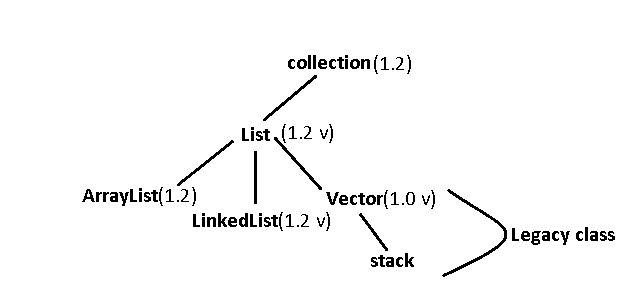 collection(1.2)
List (1.2 v)
ArrayList(1.2)
LinkedList(1.2 v)
Vector(1.0 v)
stack
Legacy class